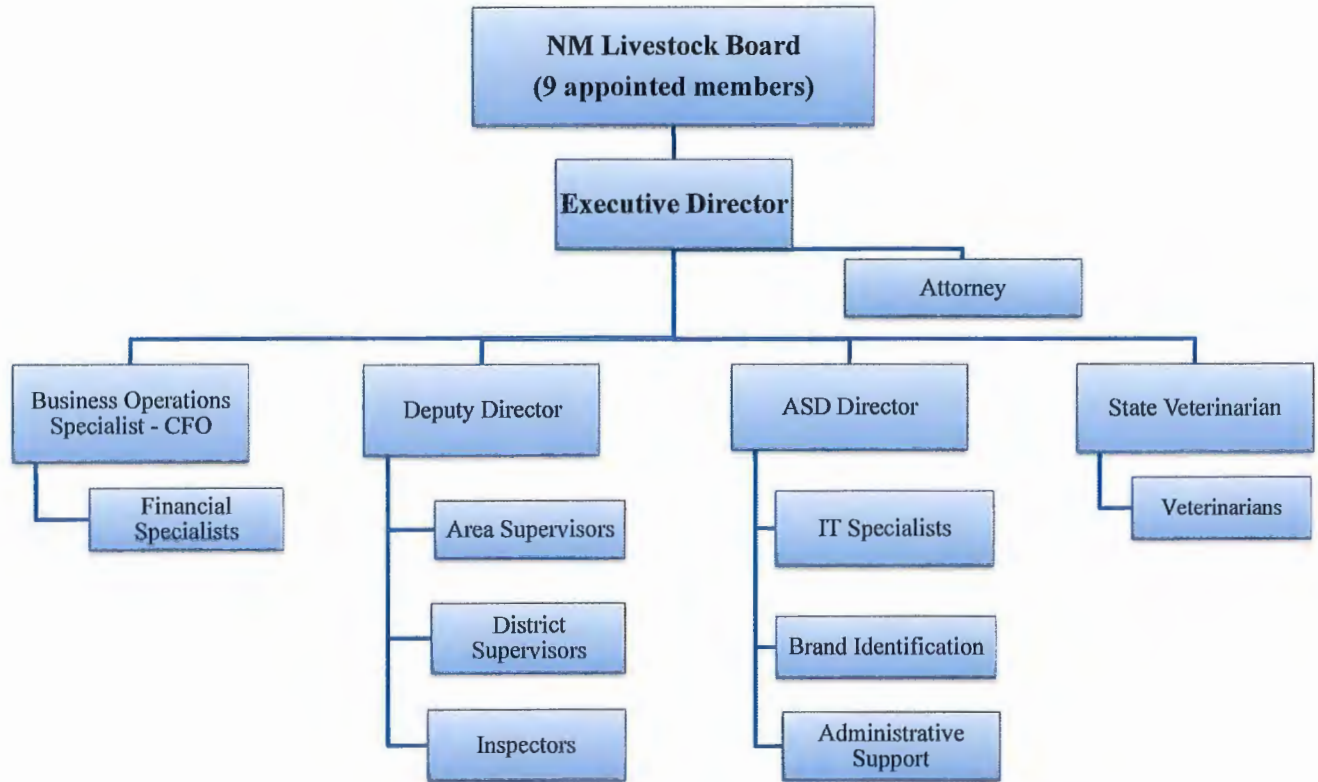 NM Livestock Board
(9 appointed members)
Executive Director
Attorney
Business Operations
Specialist - CFO
Deputy Director
ASD Director
State Veterinarian
Financial
Specialists
Area Supervisors
IT Specialists
Veterinarians
District
Supervisors
Brand Identification
Inspectors
Administrative
Support